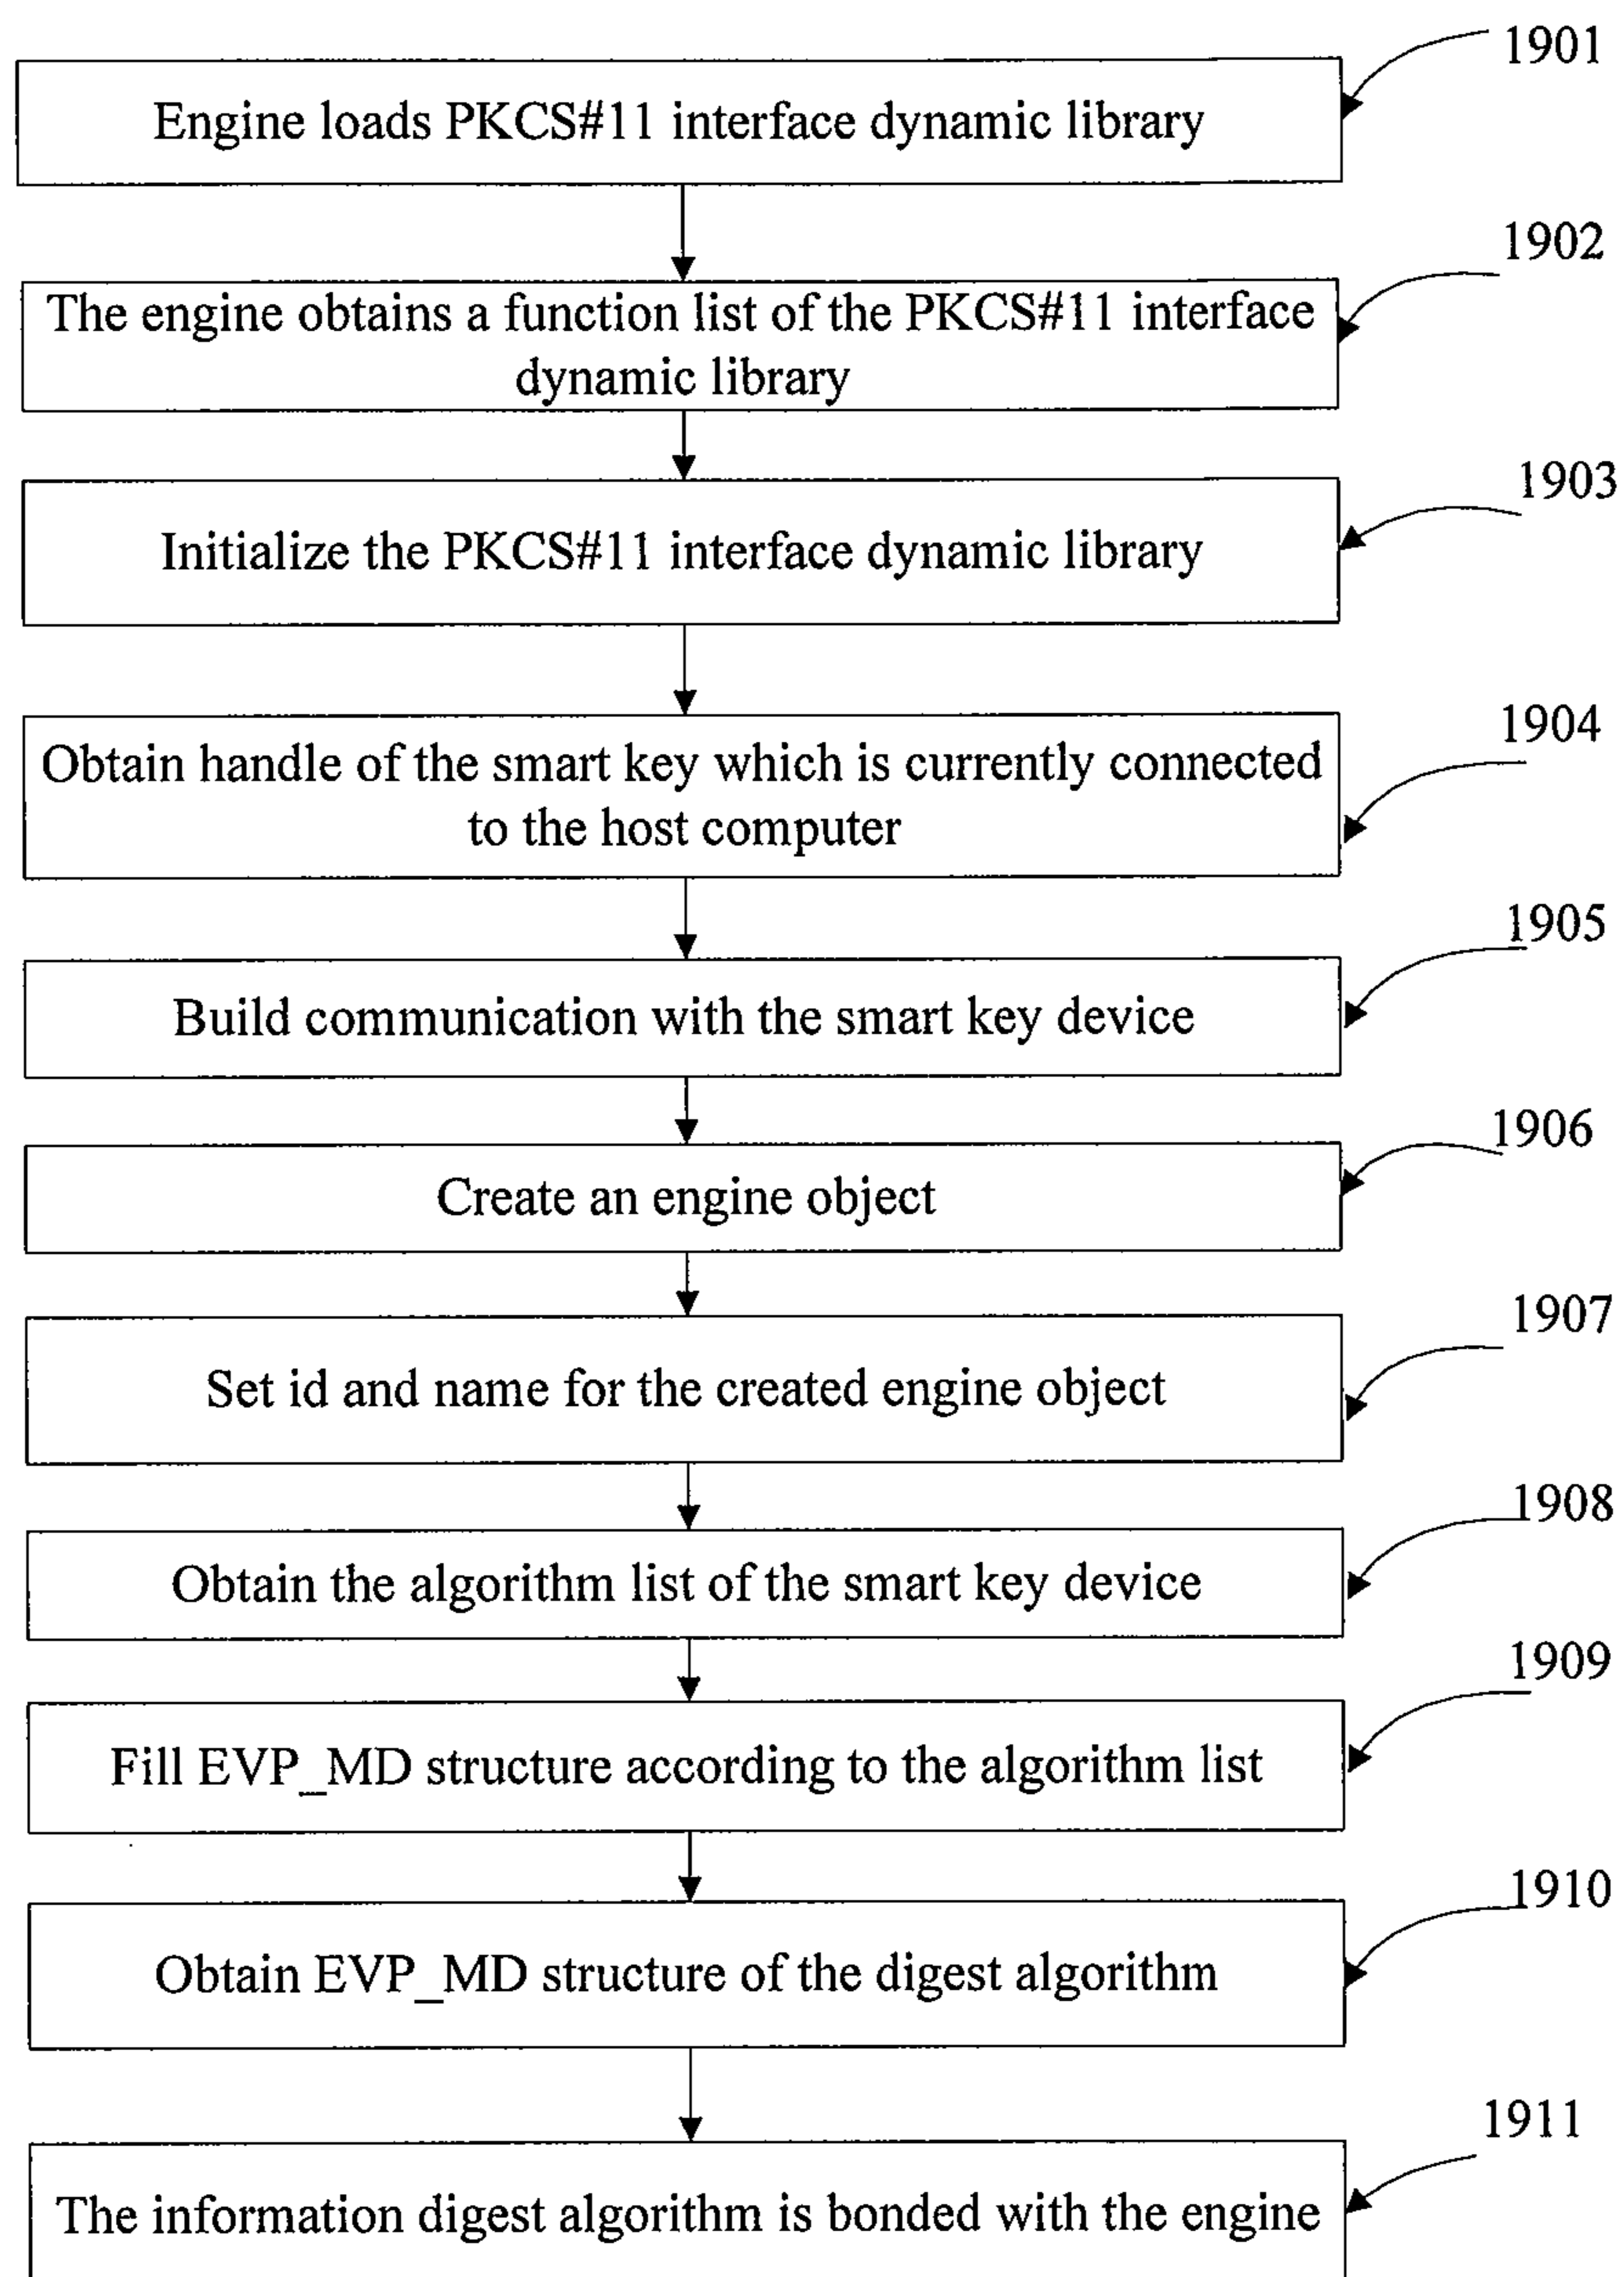 1901
Engine loads PKCS#11 interface dynamic library
1902
The engine obtains a function list of the PKCS#11 interface
dynamic library
1903
Initialize the PKCS#11 interface dynamic library
1904
Obtain handle of the smart key which is currently connected
to the host computer
1905
Build communication with the smart key device
1906
Create an engine object
1907
Set id and name for the created engine object
1908
Obtain the algorithm list of the smart key device
1909
Fill EVP_MD structure according to the algorithm list
1910
Obtain EVP_MD structure of the digest algorithm
1911
The information digest algorithm is bonded with the engine